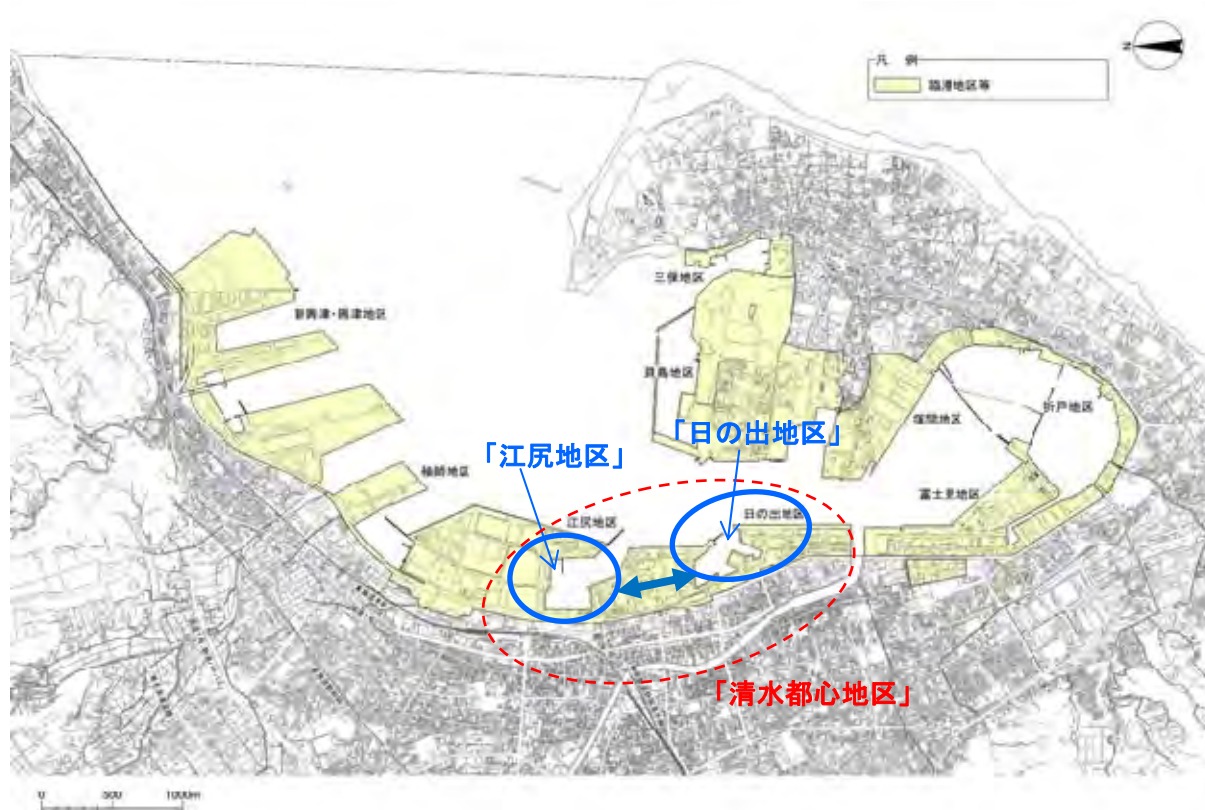 N
凡 例
臨港地区等
三保地区
新興津・興津地区
貝島地区
「日の出地区」
折戸地区
塚間地区
「江尻地区」
袖師地区
富士見地区
日の出地区
江尻地区
「清水都心地区」
0 500 1000m